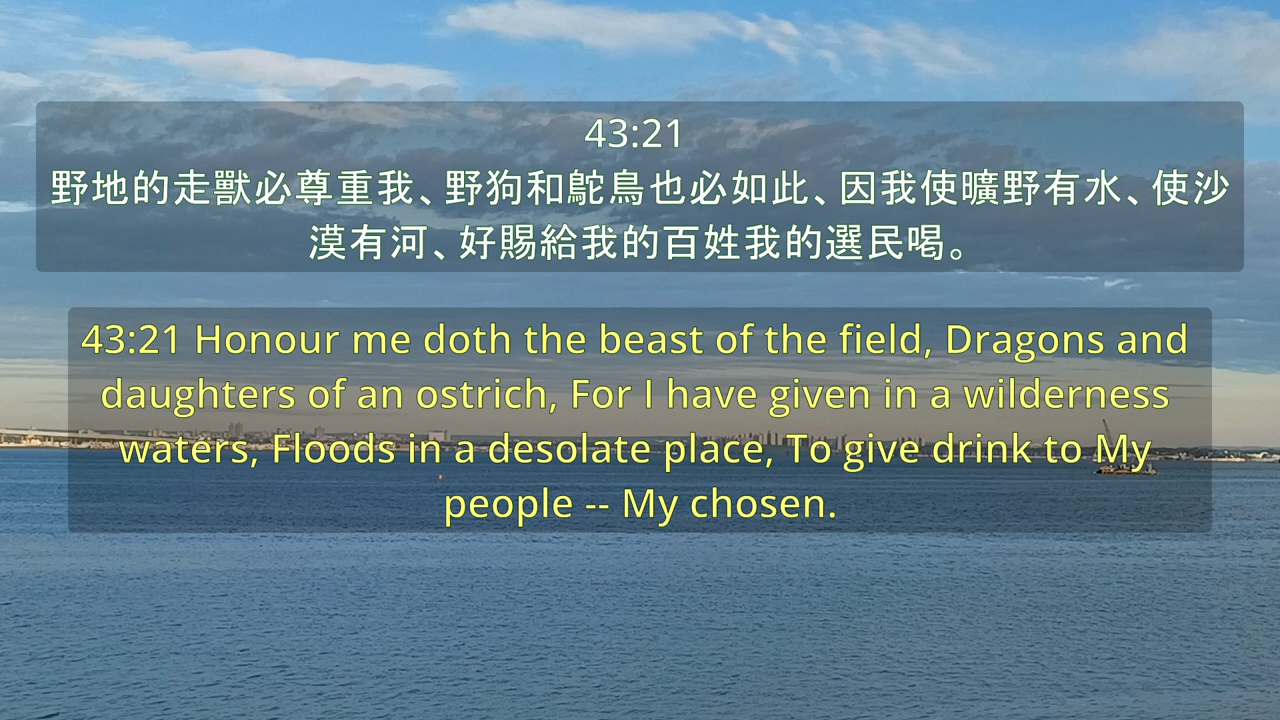 43:21
野地的走獸必尊重我、野狗和鴕鳥也必如此、因我使曠野有水、使沙
漠有河、好賜給我的百姓我的選民喝。
43:21 Honour me doth the beast of the field, Dragons and
daughters of an ostrich, For I have given in a wilderness
waters, Floods in a desolate place, To give drink to My
people -- My chosen.